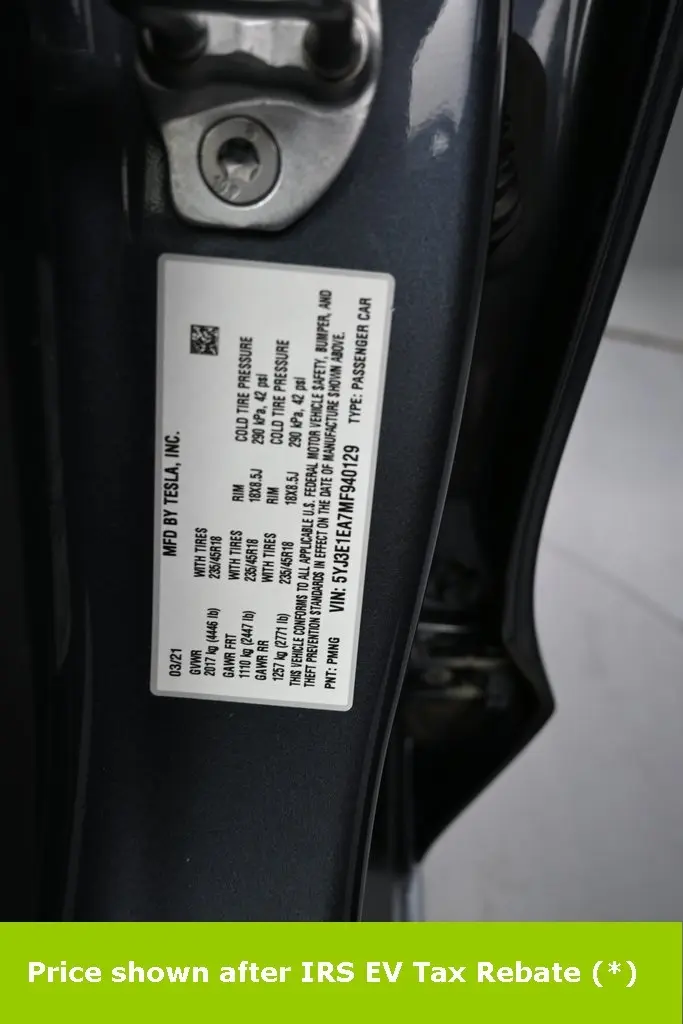 MFD BY TESLA, INC.
03/21
GVWR
2017 kg (4446 lb)
WITH TIRES
235/45R18
RIM
18X8.5J
COLD TIRE PRESSURE
290 kPa, 42 psi
GAWR FRT
1110 kg (2447 lb)
WITH TIRES
235/45R18
RIM
18X8.5J
COLD TIRE PRESSURE
290 kPa, 42 psi
GAWR RR
1257 kg (2771 lb)
WITH TIRES
235/45R18
THIS VEHICLE CONFORMS TO ALL APPLICABLE U.S. FEDERAL MOTOR VEHICLE SAFETY, BUMPER, AND
THEFT PREVENTION STANDARDS IN EFFECT ON THE DATE OF MANUFACTURE SHOWN ABOVE.
PNT: PMNG VIN: 5YJ3E1EA7MF940129 TYPE: PASSENGER CAR
Price shown after IRS EV Tax Rebate (*)